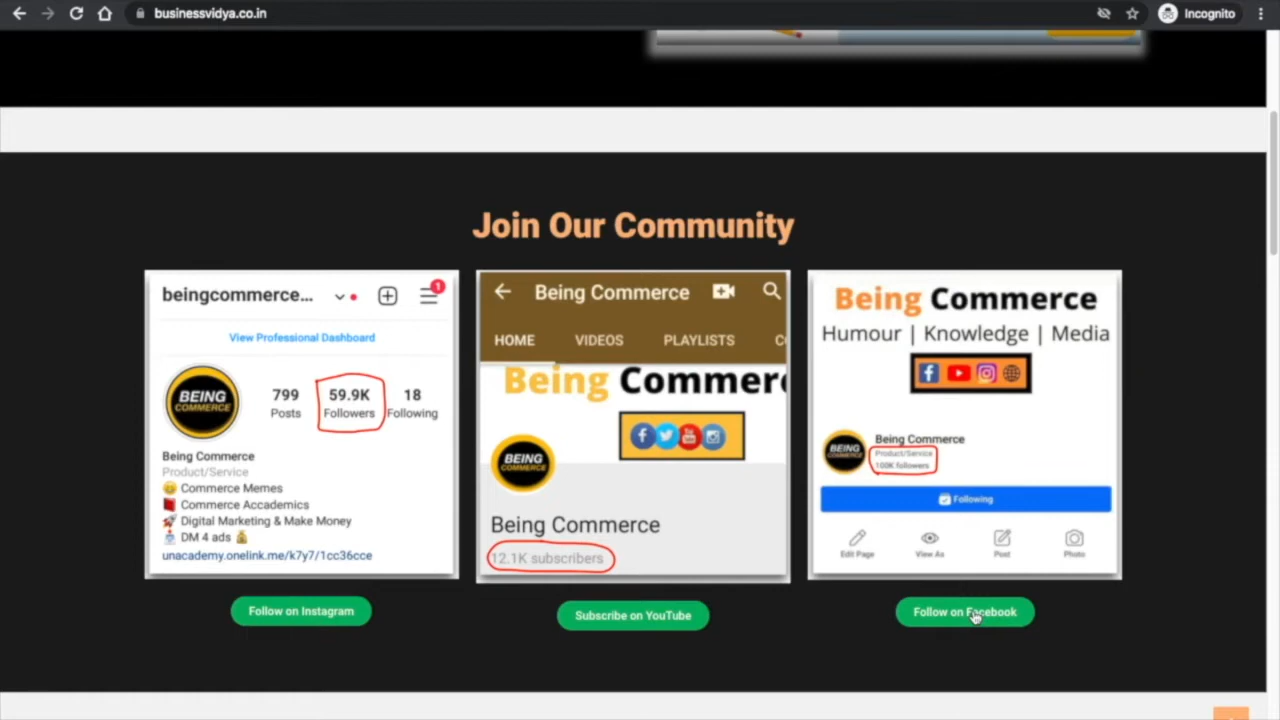 businessvidya.co.in
Incognito
Join Our Community
beingcommerce...
1
View Professional Dashboard
BEING
COMMERCE
799
Posts
59.9K
Followers
18
Following
Being Commerce
Product/Service
Commerce Memes
Commerce Accademics
Digital Marketing & Make Money
DM 4 ads
unacademy.onelink.me/k7y7/1cc36cce
Follow on Instagram
Being Commerce
HOME
VIDEOS
PLAYLISTS
Being Commerc
BEING
COMMERCE
Being Commerce
12.1K subscribers
Subscribe on YouTube
Being Commerce
Humour | Knowledge | Media
BEING
COMMERCE
Being Commerce
Product/Service
100K followers
Following
Edit Page
View As
Post
Photo
Follow on Facebook